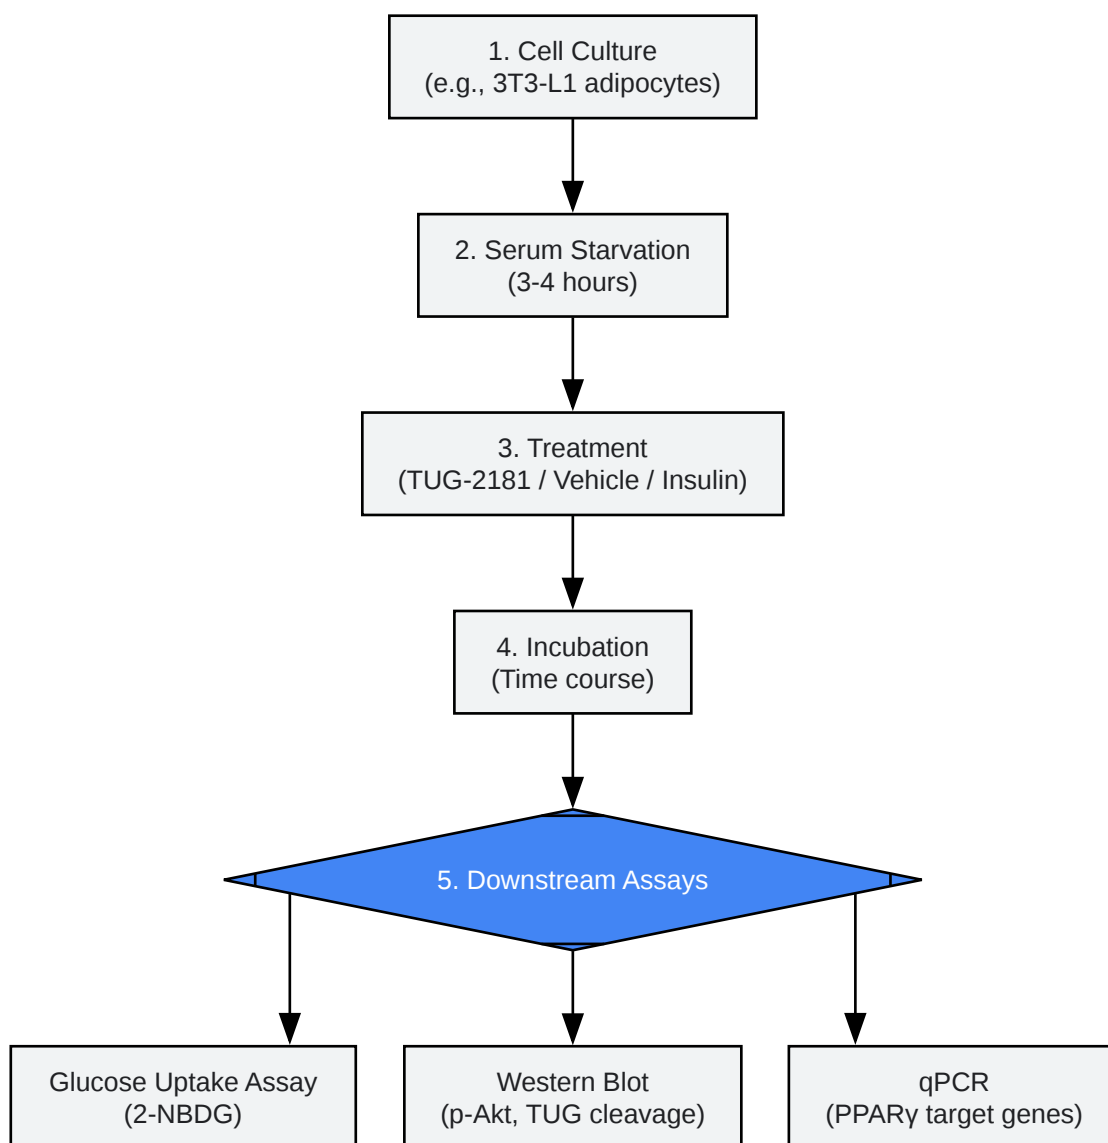 1. Cell Culture
(e.g., 3T3-L1 adipocytes)
2. Serum Starvation
(3-4 hours)
3. Treatment
(TUG-2181 / Vehicle / Insulin)
4. Incubation
(Time course)
5. Downstream Assays
Glucose Uptake Assay
(2-NBDG)
Western Blot
(p-Akt, TUG cleavage)
qPCR
(PPARγ target genes)